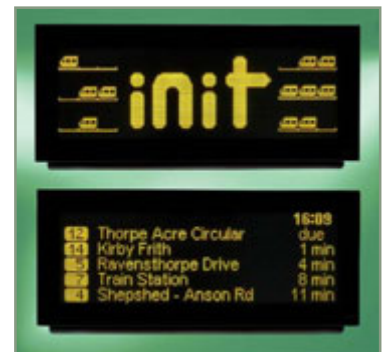 init
16:09
12 Thorpe Acre Circular due
14 Kirby Frith 1 min
5 Ravensthorpe Drive 4 min
7 Train Station 8 min
4 Shepshed - Anson Rd 11 min